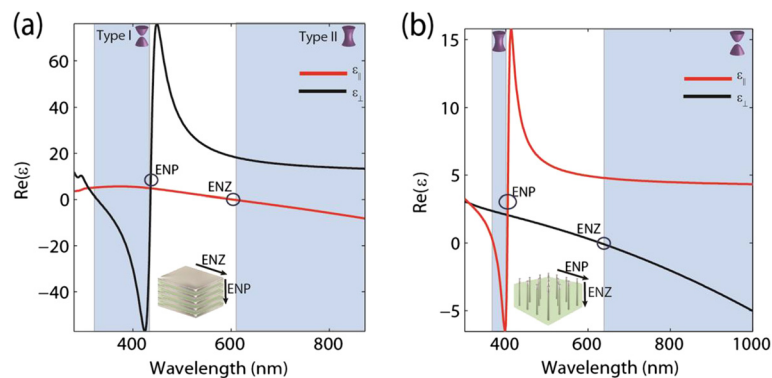 (a)
Type I
Type II
ε∥
ε⊥
ENP
ENZ
ENZ
ENP
Re(ε)
60
40
20
0
−20
−40
400
600
800
Wavelength (nm)
(b)
ε∥
ε⊥
ENP
ENZ
ENP
ENZ
Re(ε)
15
10
5
0
−5
400
600
800
1000
Wavelength (nm)